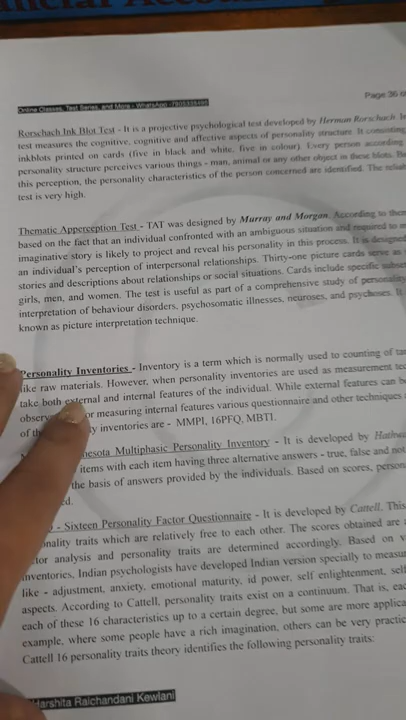 Page 36 of
Online Classes, Test Series, and More - WhatsApp
Rorschach Ink Blot Test - It is a projective psychological test developed by Herman Rorschach. In
test measures the cognitive, cognitive and affective aspects of personality structure. It consisting
inkblots printed on cards (five in black and white, five in colour). Every person according
personality structure perceives various things - man, animal or any other object in these blots. Ba
this perception, the personality characteristics of the person concerned are identified. The reliab
test is very high.
Thematic Apperception Test - TAT was designed by Murray and Morgan. According to them
based on the fact that an individual confronted with an ambiguous situation and required to
imaginative story is likely to project and reveal his personality in this process. It is designed
an individual's perception of interpersonal relationships. Thirty-one picture cards serve as
stories and descriptions about relationships or social situations. Cards include specific subset
girls, men, and women. The test is useful as part of a comprehensive study of personality
interpretation of behaviour disorders, psychosomatic illnesses, neuroses, and psychoses. It
known as picture interpretation technique.
Personality Inventories - Inventory is a term which is normally used to counting of tan
like raw materials. However, when personality inventories are used as measurement tec
take both external and internal features of the individual. While external features can be
observ or measuring internal features various questionnaire and other techniques
of th y inventories are - MMPI, 16PFQ, MBTI.
nesota Multiphasic Personality Inventory - It is developed by Hathaw
items with each item having three alternative answers - true, false and not
the basis of answers provided by the individuals. Based on scores, person
ed.
- Sixteen Personality Factor Questionnaire - It is developed by Cattell. This
onality traits which are relatively free to each other. The scores obtained are
tor analysis and personality traits are determined accordingly. Based on v
inventories, Indian psychologists have developed Indian version specially to measur
like - adjustment, anxiety, emotional maturity, id power, self enlightenment, self
aspects. According to Cattell, personality traits exist on a continuum. That is, eac
each of these 16 characteristics up to a certain degree, but some are more applica
example, where some people have a rich imagination, others can be very practic
Cattell 16 personality traits theory identifies the following personality traits:
Harshita Raichandani Kewlani